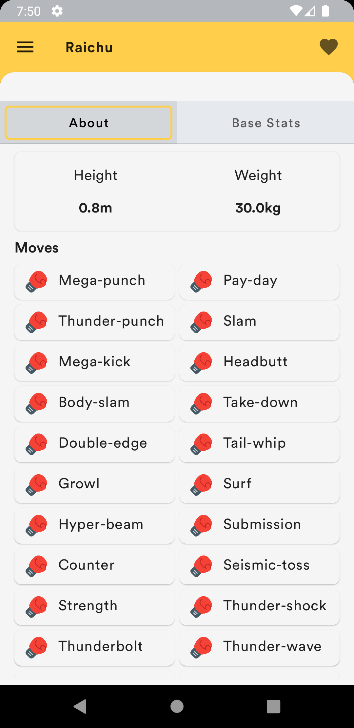 7:50
Raichu
About Base Stats
Height Weight
0.8m 30.0kg
Moves
Mega-punch Pay-day
Thunder-punch Slam
Mega-kick Headbutt
Body-slam Take-down
Double-edge Tail-whip
Growl Surf
Hyper-beam Submission
Counter Seismic-toss
Strength Thunder-shock
Thunderbolt Thunder-wave